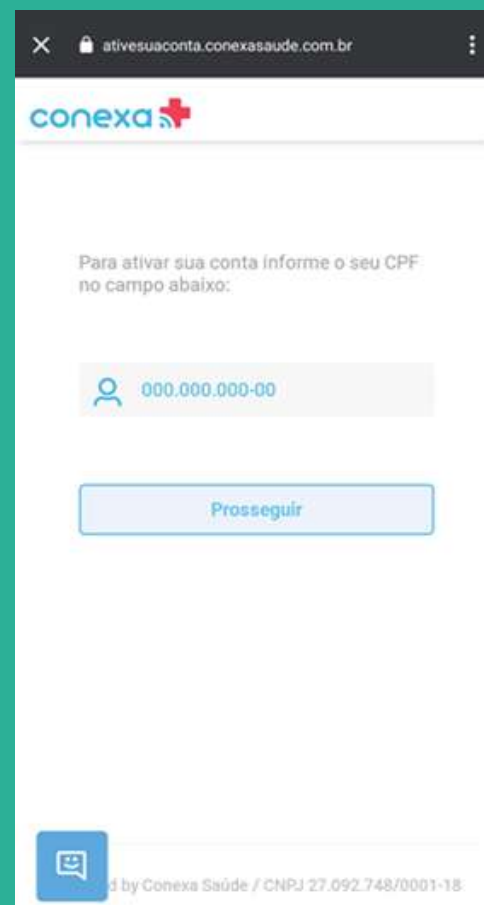 ativesuaconta.conexasaude.com.br
conexa
Para ativar sua conta informe o seu CPF
no campo abaixo:
000.000.000-00
Prosseguir
by Conexa Saúde / CNPJ 27.092.748/0001-18